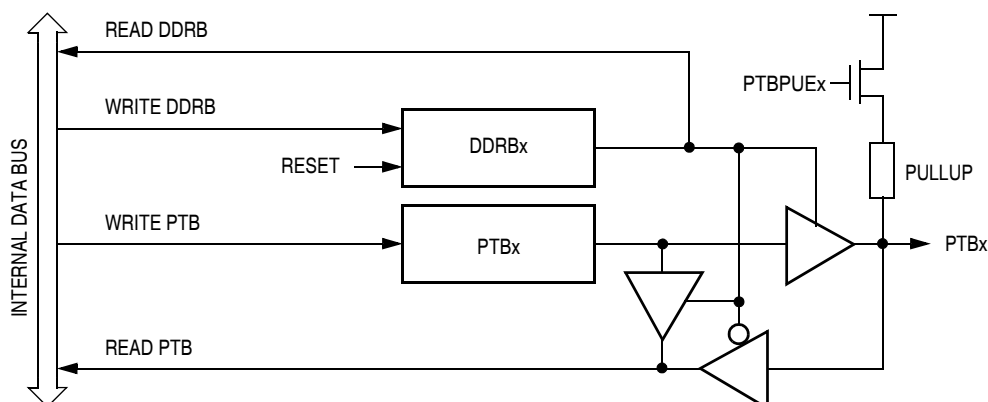 READ DDRB
PTBPUEx
WRITE DDRB
DDRBx
RESET
PULLUP
WRITE PTB
PTBx
PTBx
READ PTB
INTERNAL DATA BUS